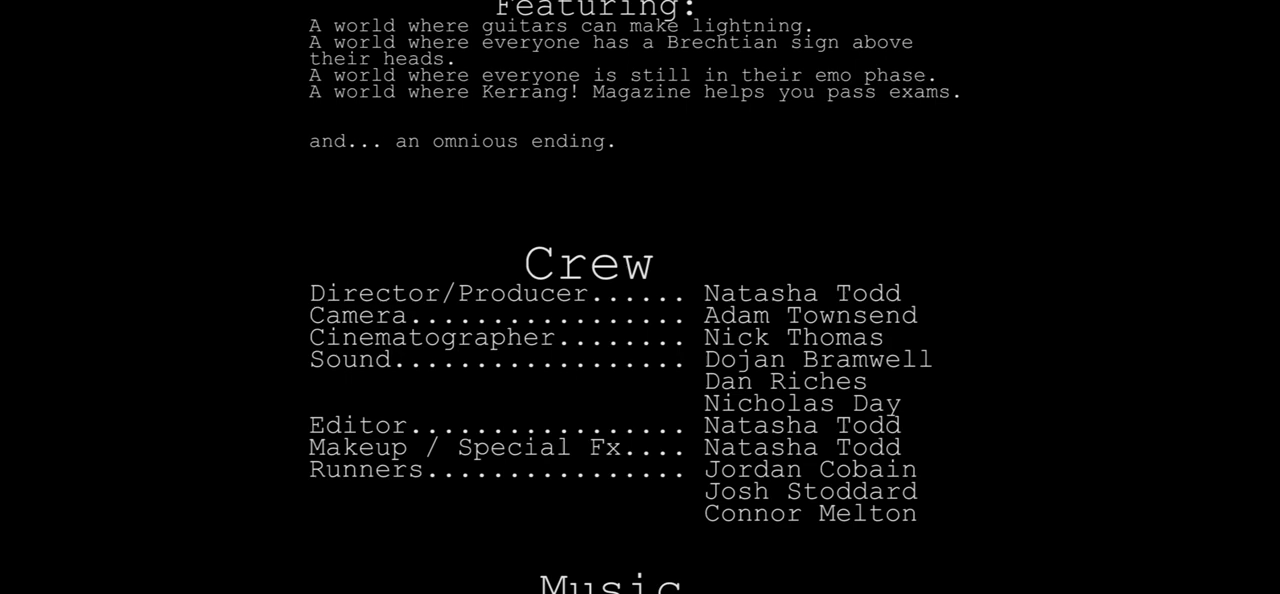 Featuring:
A world where guitars can make lightning.
A world where everyone has a Brechtian sign above
their heads.
A world where everyone is still in their emo phase.
A world where Kerrang! Magazine helps you pass exams.
and... an omnious ending.
Crew
Director/Producer...... Natasha Todd
Camera................. Adam Townsend
Cinematographer........ Nick Thomas
Sound.................. Dojan Bramwell
Dan Riches
Nicholas Day
Editor................. Natasha Todd
Makeup / Special Fx.... Natasha Todd
Runners................ Jordan Cobain
Josh Stoddard
Connor Melton
Music